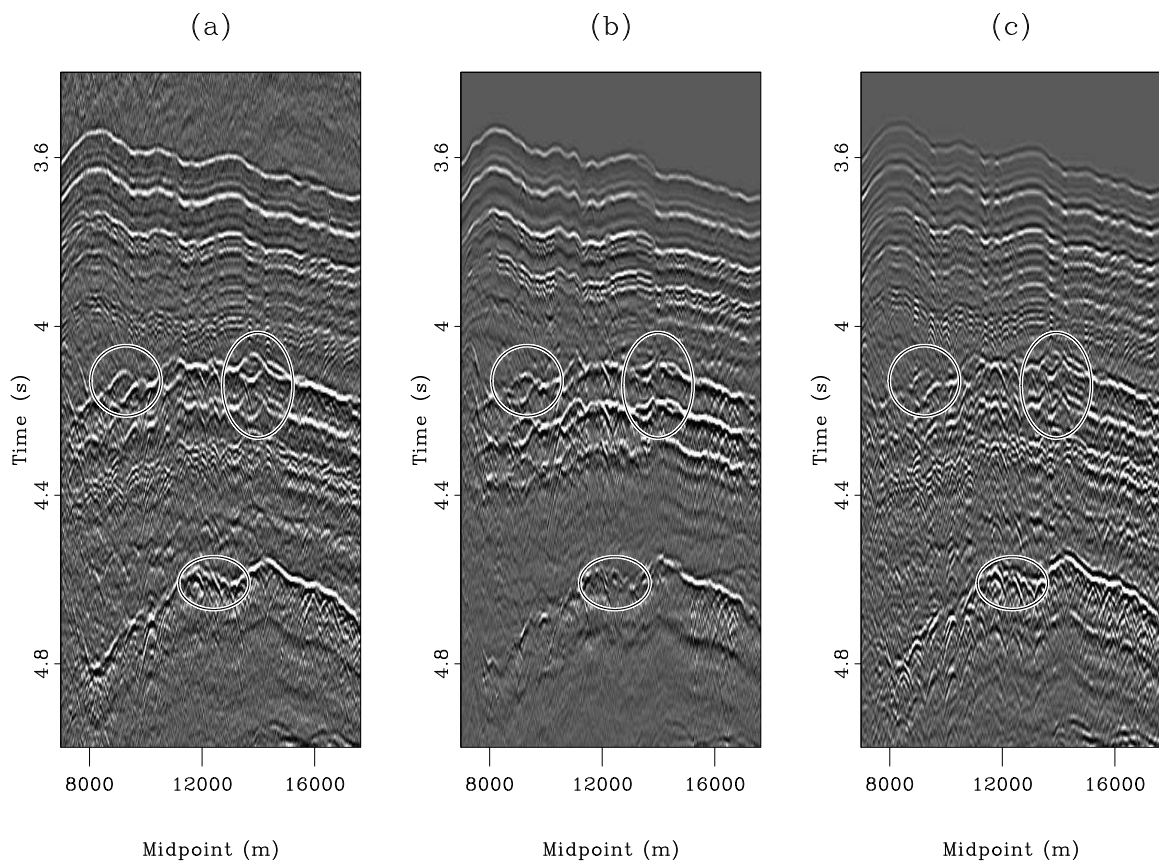 (a) (b) (c)
3.6 3.6 3.6
4 4 4
Time (s) Time (s) Time (s)
4.4 4.4 4.4
4.8 4.8 4.8
8000 12000 16000 8000 12000 16000 8000 12000 16000
Midpoint (m) Midpoint (m) Midpoint (m)